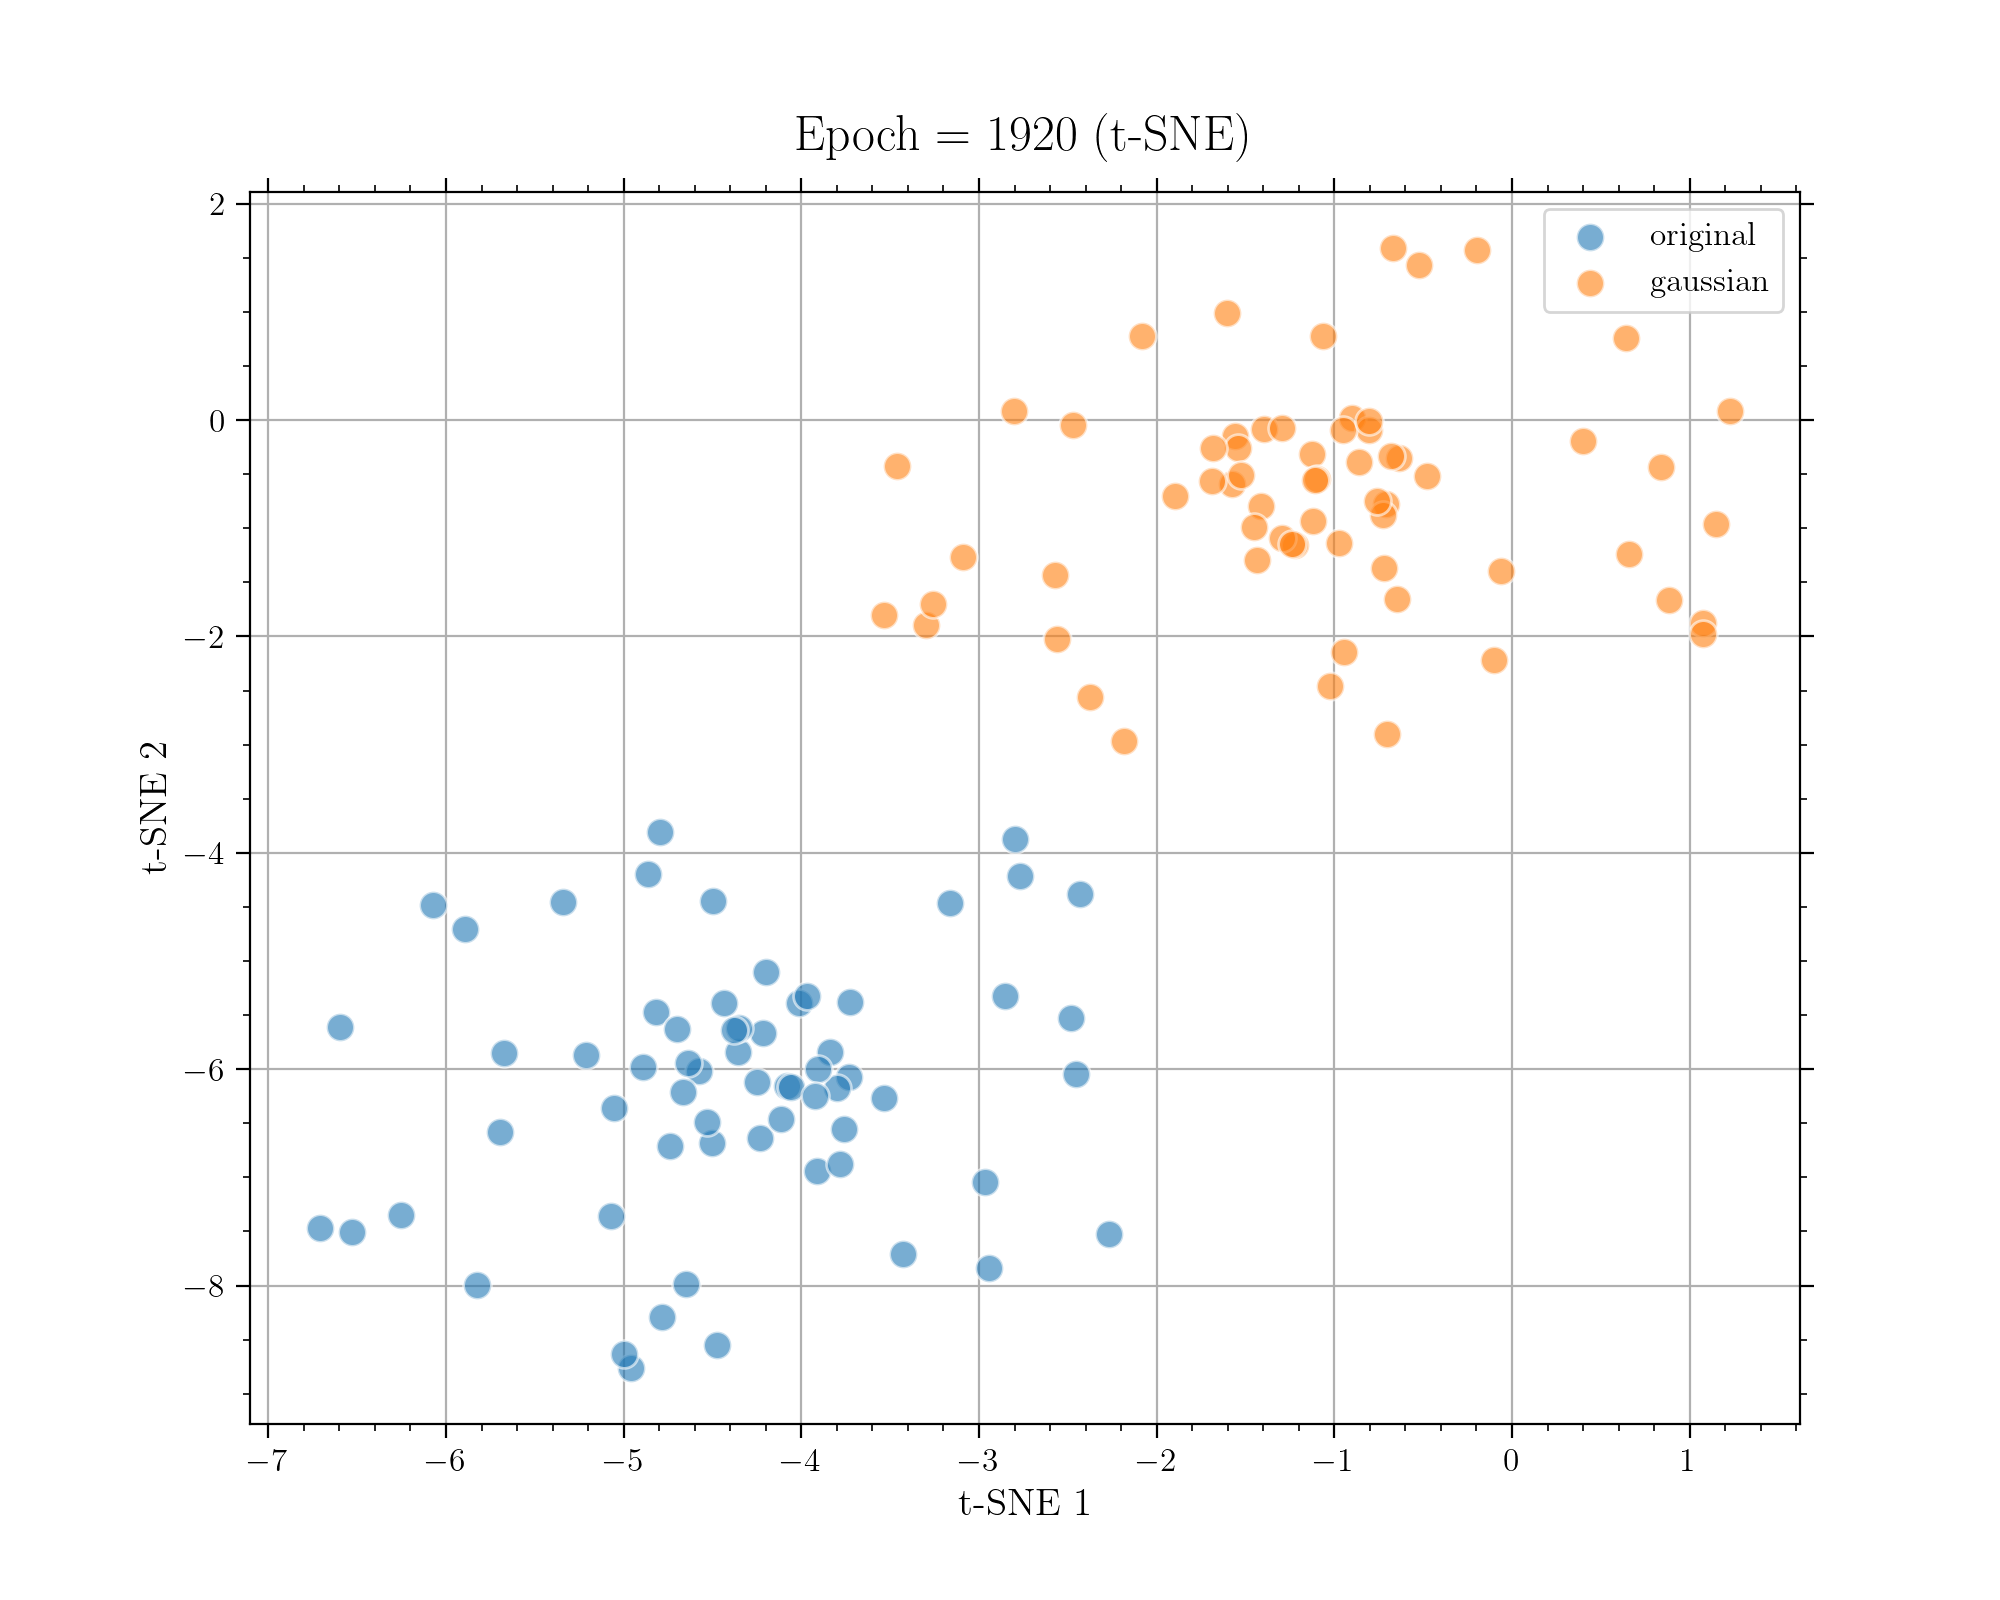 Epoch = 1920 (t-SNE)
original
gaussian
2
0
−2
−4
−6
−8
t-SNE 2
−7 −6 −5 −4 −3 −2 −1 0 1
t-SNE 1